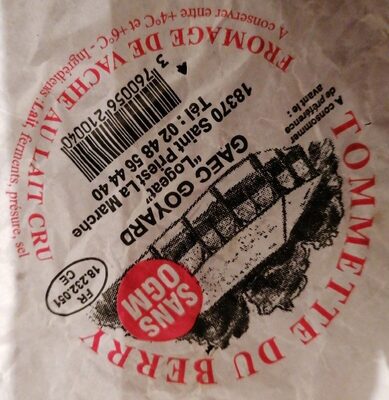 TOMMETTE DU BERRY
FROMAGE DE VACHE AU LAIT CRU
A conserver entre +4°C et +6°C - Ingrédients : Lait, ferments, présure, sel
A consommer
de préférence
avant le :
GAEC GOYARD
"Logeat"
18370 Saint Priest La Marche
Tél : 02 48 56 44 40
3 760056 210040
SANS
OGM
FR
18.232.051
CE